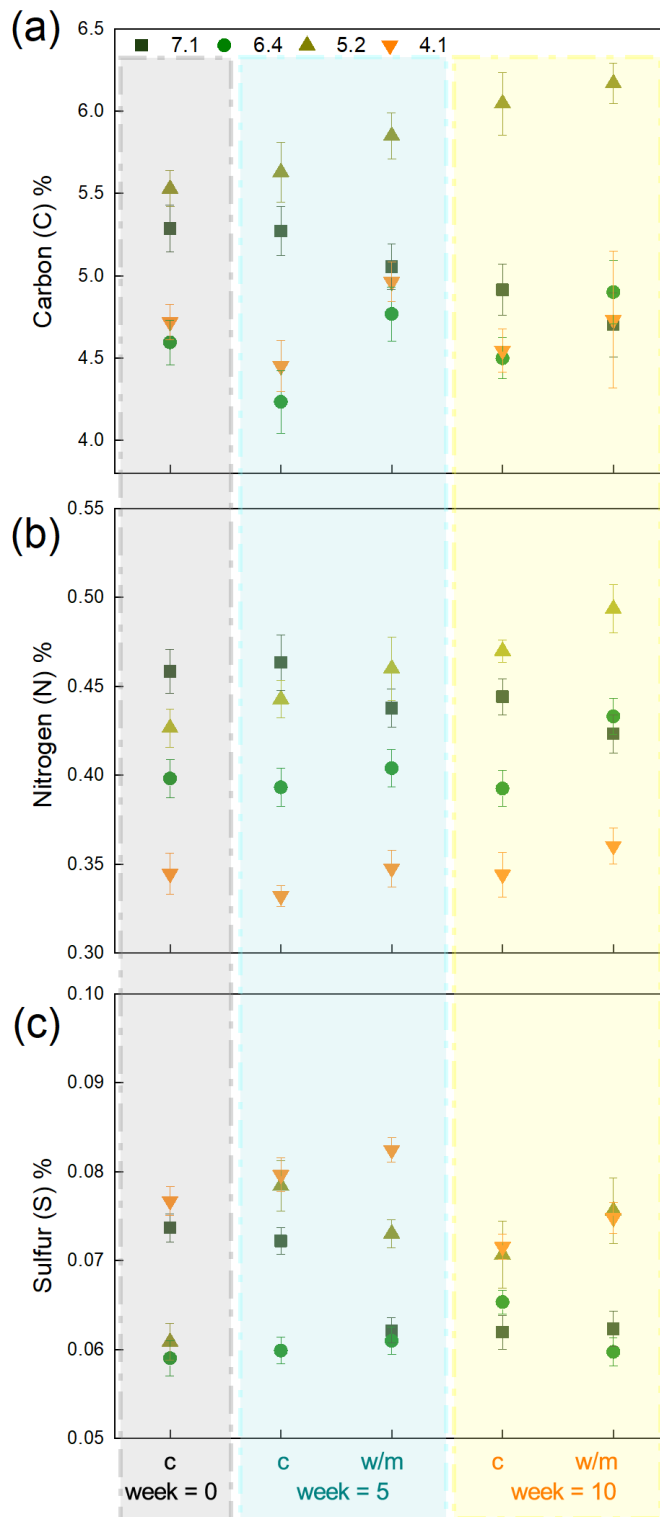 (a)
7.1 6.4 5.2 4.1
6.5
6.0
5.5
5.0
4.5
4.0
Carbon (C) %
(b)
0.55
0.50
0.45
0.40
0.35
0.30
Nitrogen (N) %
(c)
0.10
0.09
0.08
0.07
0.06
0.05
Sulfur (S) %
c c w/m c w/m
week = 0 week = 5 week = 10